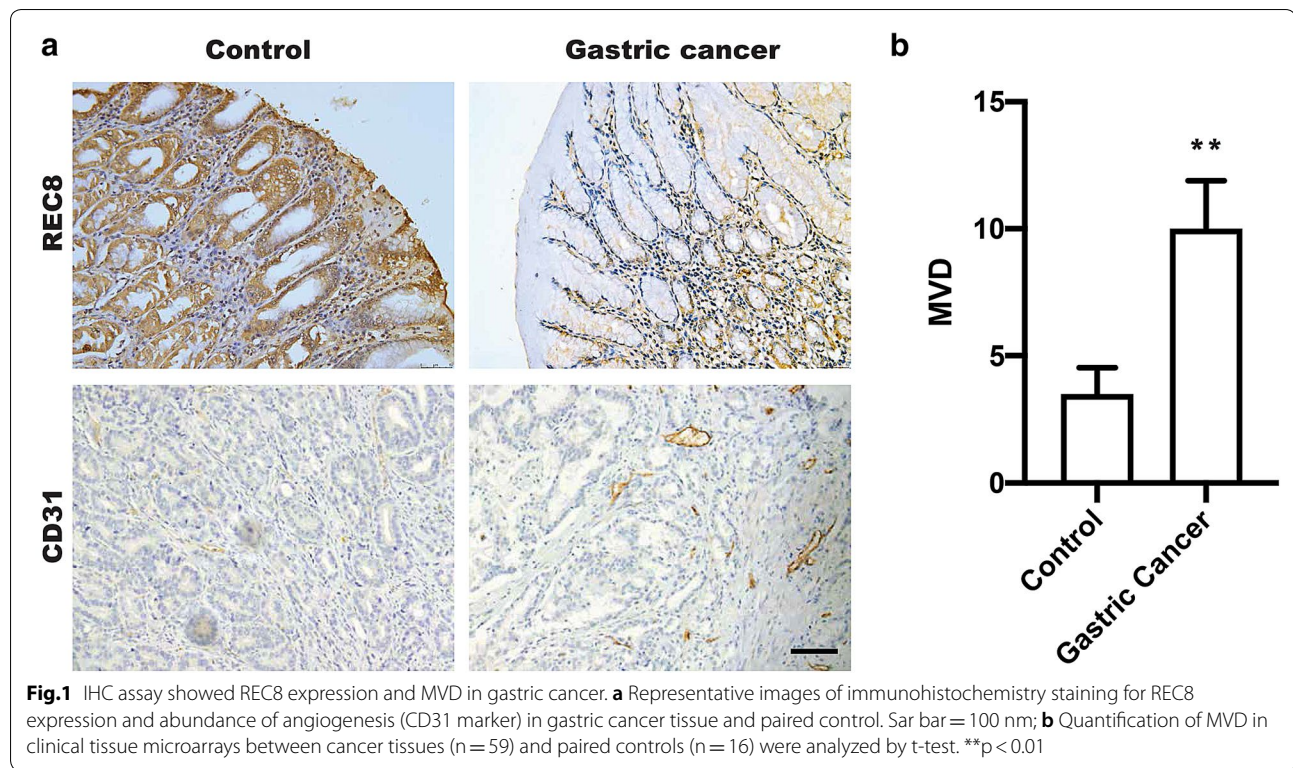 a
Control
Gastric cancer
REC8
CD31
b
MVD
15
10
5
0
**
Control
Gastric Cancer
Fig.1 IHC assay showed REC8 expression and MVD in gastric cancer. a Representative images of immunohistochemistry staining for REC8
expression and abundance of angiogenesis (CD31 marker) in gastric cancer tissue and paired control. Sar bar = 100 nm; b Quantification of MVD in
clinical tissue microarrays between cancer tissues (n = 59) and paired controls (n = 16) were analyzed by t-test. **p < 0.01